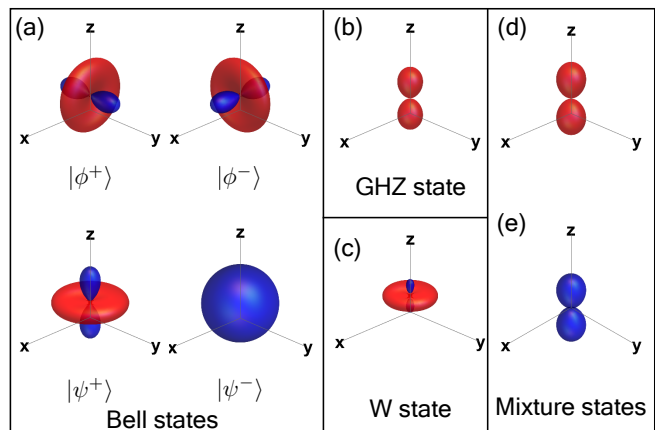 (a)
z
x
y
|ϕ⁺⟩
z
x
y
|ϕ⁻⟩
z
x
y
|ψ⁺⟩
z
x
y
|ψ⁻⟩
Bell states
(b)
z
x
y
GHZ state
(c)
z
x
y
W state
(d)
z
x
y
(e)
z
x
y
Mixture states